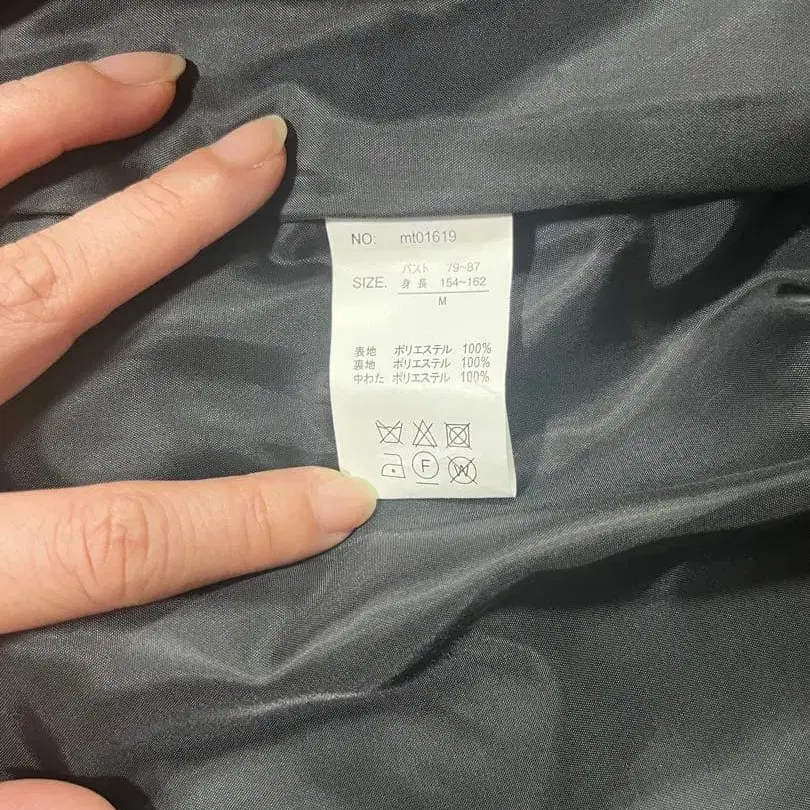 NO: mt01619
バスト 79~87
SIZE. 身長 154~162
M
表地 ポリエステル 100%
裏地 ポリエステル 100%
中わた ポリエステル 100%
F W